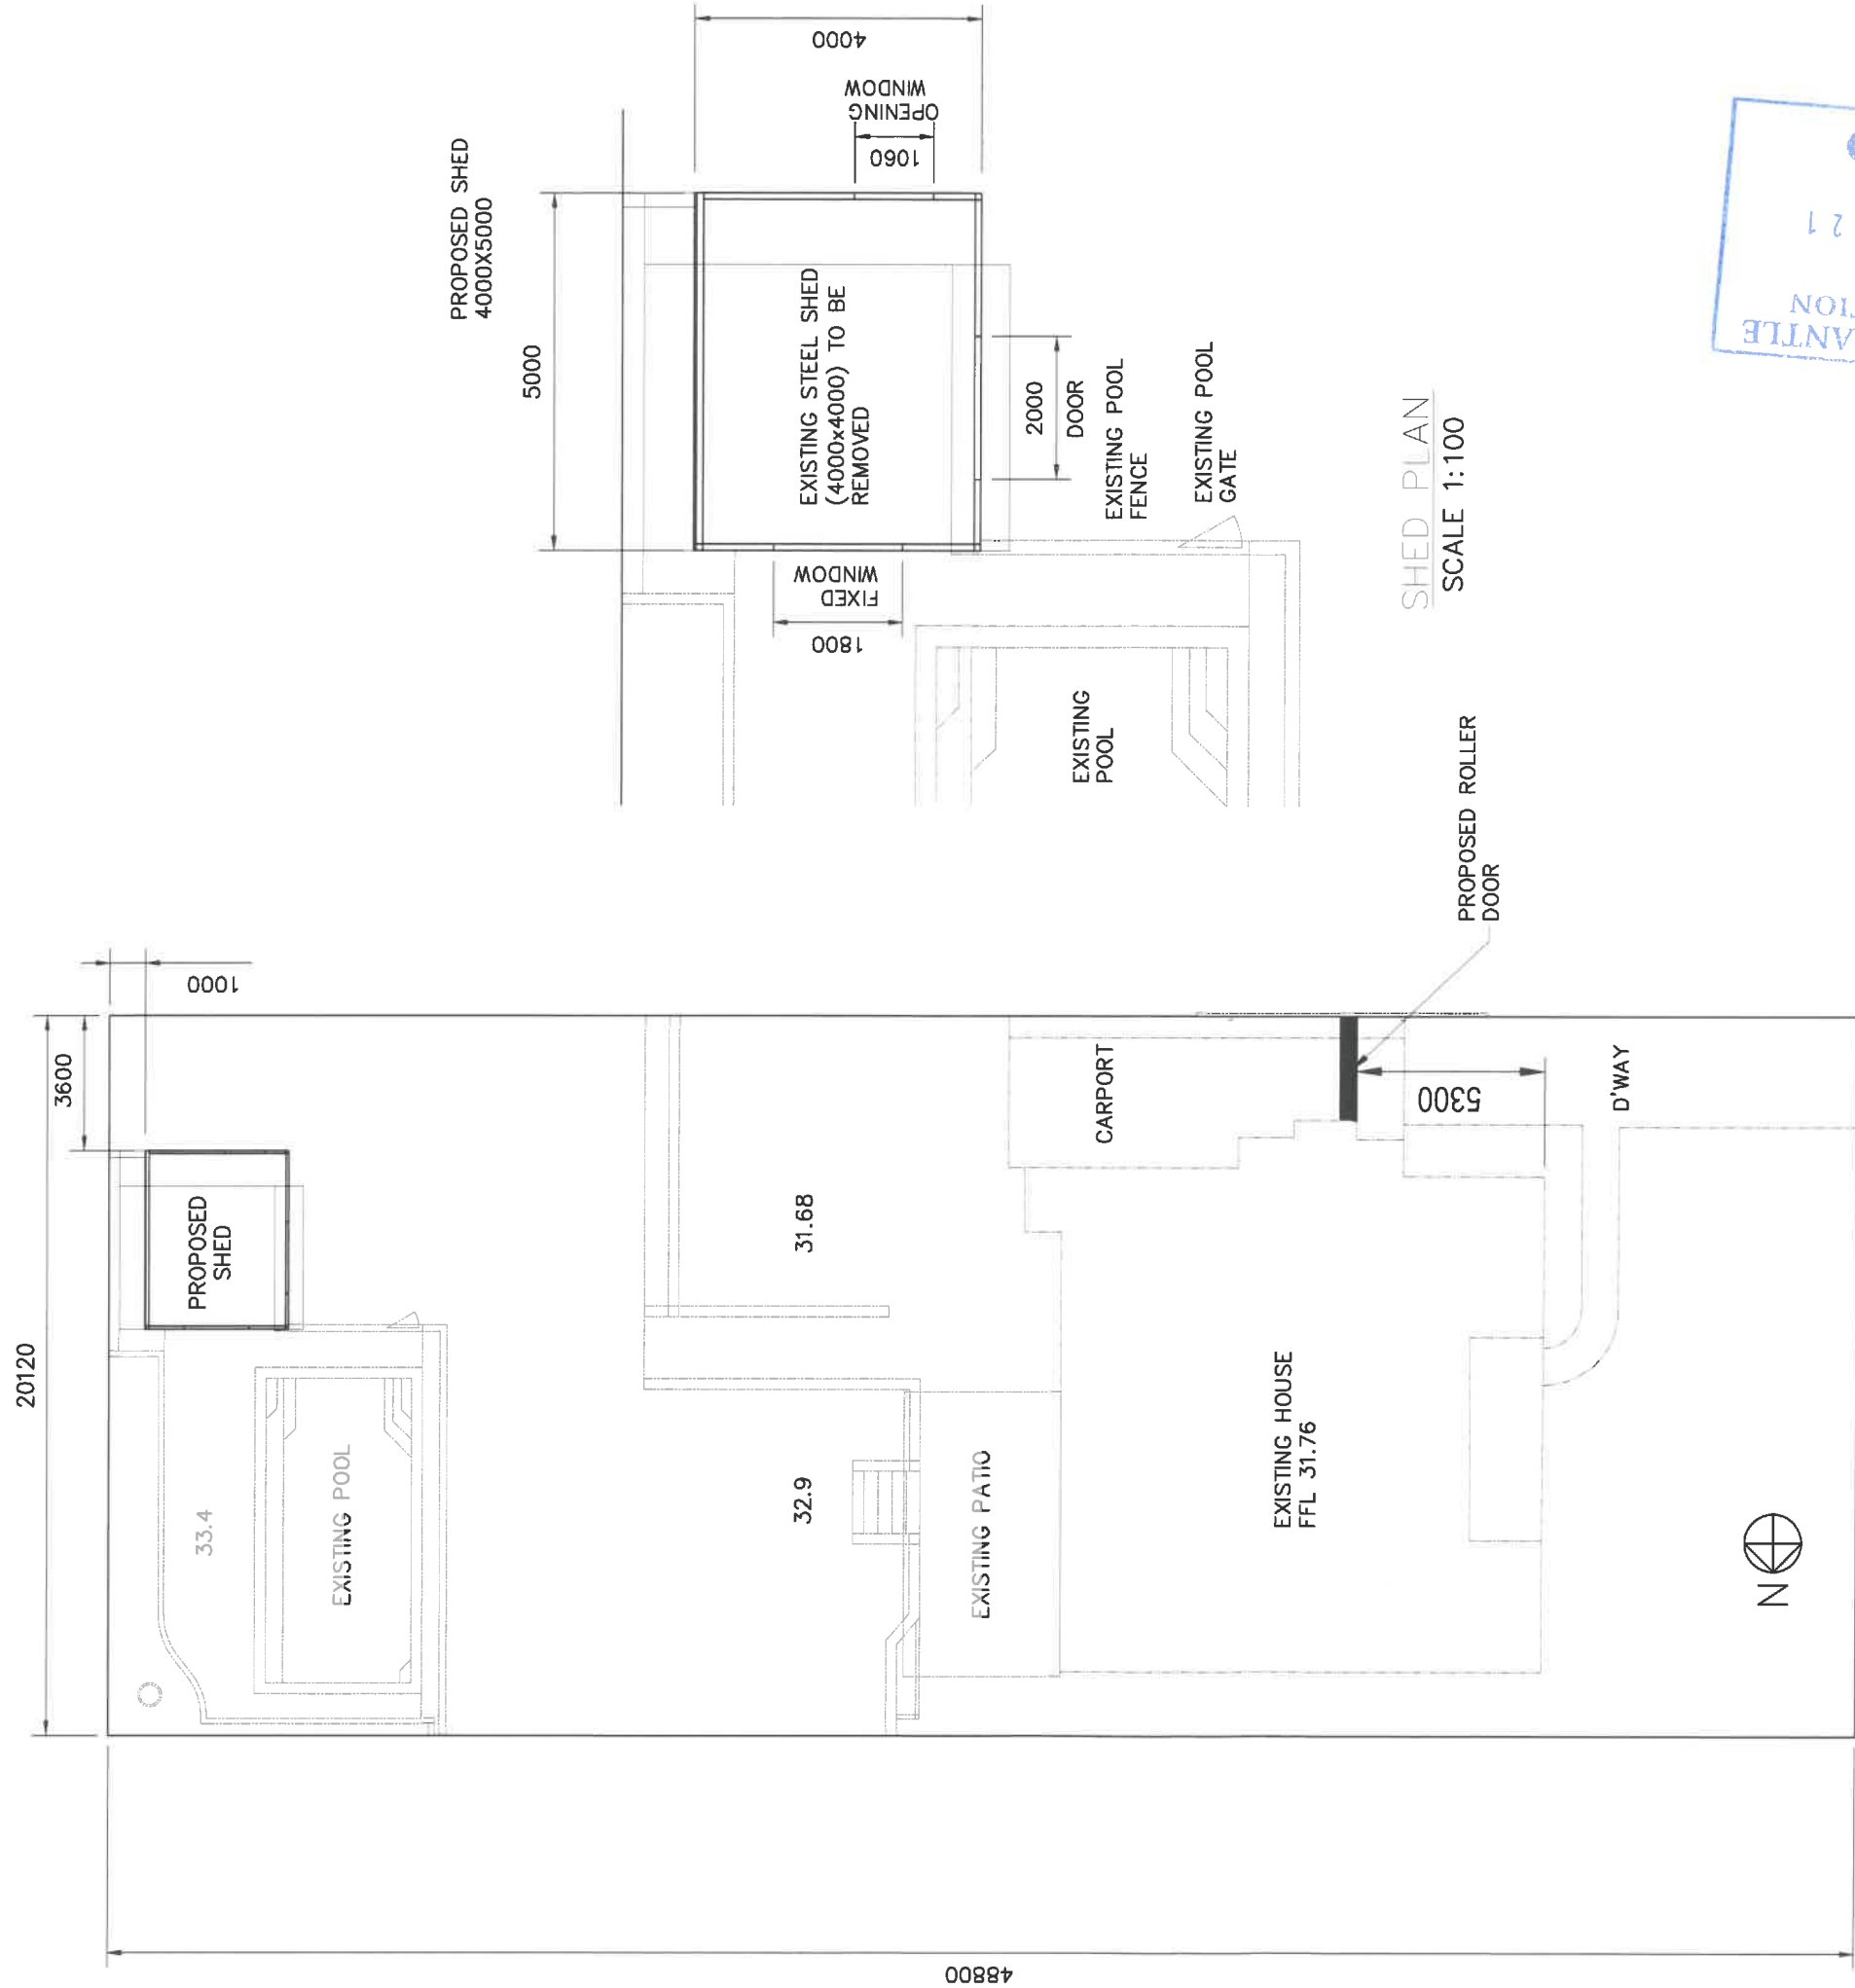 20120
3600
1000
PROPOSED
SHED
33.4
EXISTING POOL
31.68
32.9
CARPORT
EXISTING PATIO
EXISTING HOUSE
FFL 31.76
5300
D'WAY
PROPOSED ROLLER
DOOR
N
48800
PROPOSED SHED
4000X5000
5000
4000
OPENING
WINDOW
1060
EXISTING STEEL SHED
(4000x4000) TO BE
REMOVED
FIXED
WINDOW
1800
2000
DOOR
EXISTING POOL
FENCE
EXISTING POOL
GATE
EXISTING
POOL
SHED PLAN
SCALE 1:100
ANTLE
TION
21